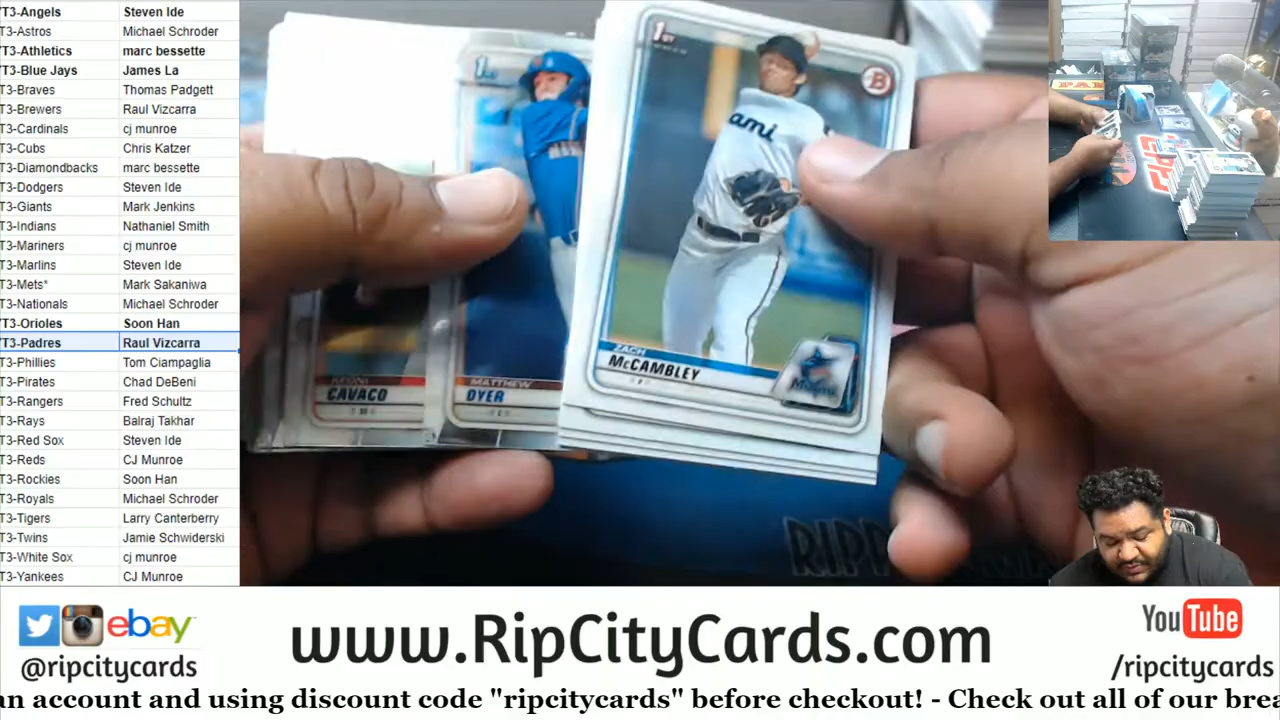 T3-Angels Steven Ide
T3-Astros Michael Schroder
T3-Athletics marc bessette
T3-Blue Jays James La
T3-Braves Thomas Padgett
T3-Brewers Raul Vizcarra
T3-Cardinals cj munroe
T3-Cubs Chris Katzer
T3-Diamondbacks marc bessette
T3-Dodgers Steven Ide
T3-Giants Mark Jenkins
T3-Indians Nathaniel Smith
T3-Mariners cj munroe
T3-Marlins Steven Ide
T3-Mets* Mark Sakaniwa
T3-Nationals Michael Schroder
T3-Orioles Soon Han
T3-Padres Raul Vizcarra
T3-Phillies Tom Ciampaglia
T3-Pirates Chad DeBeni
T3-Rangers Fred Schultz
T3-Rays Balraj Takhar
T3-Red Sox Steven Ide
T3-Reds CJ Munroe
T3-Rockies Soon Han
T3-Royals Michael Schroder
T3-Tigers Larry Canterberry
T3-Twins Jamie Schwiderski
T3-White Sox cj munroe
T3-Yankees CJ Munroe
1ST
B
ami
ZACK
McCAMBLEY
Marlins
MATTHEW
DYER
CAVACO
RIPP
ebay
@ripcitycards
www.RipCityCards.com
YouTube
/ripcitycards
an account and using discount code "ripcitycards" before checkout! - Check out all of our brea